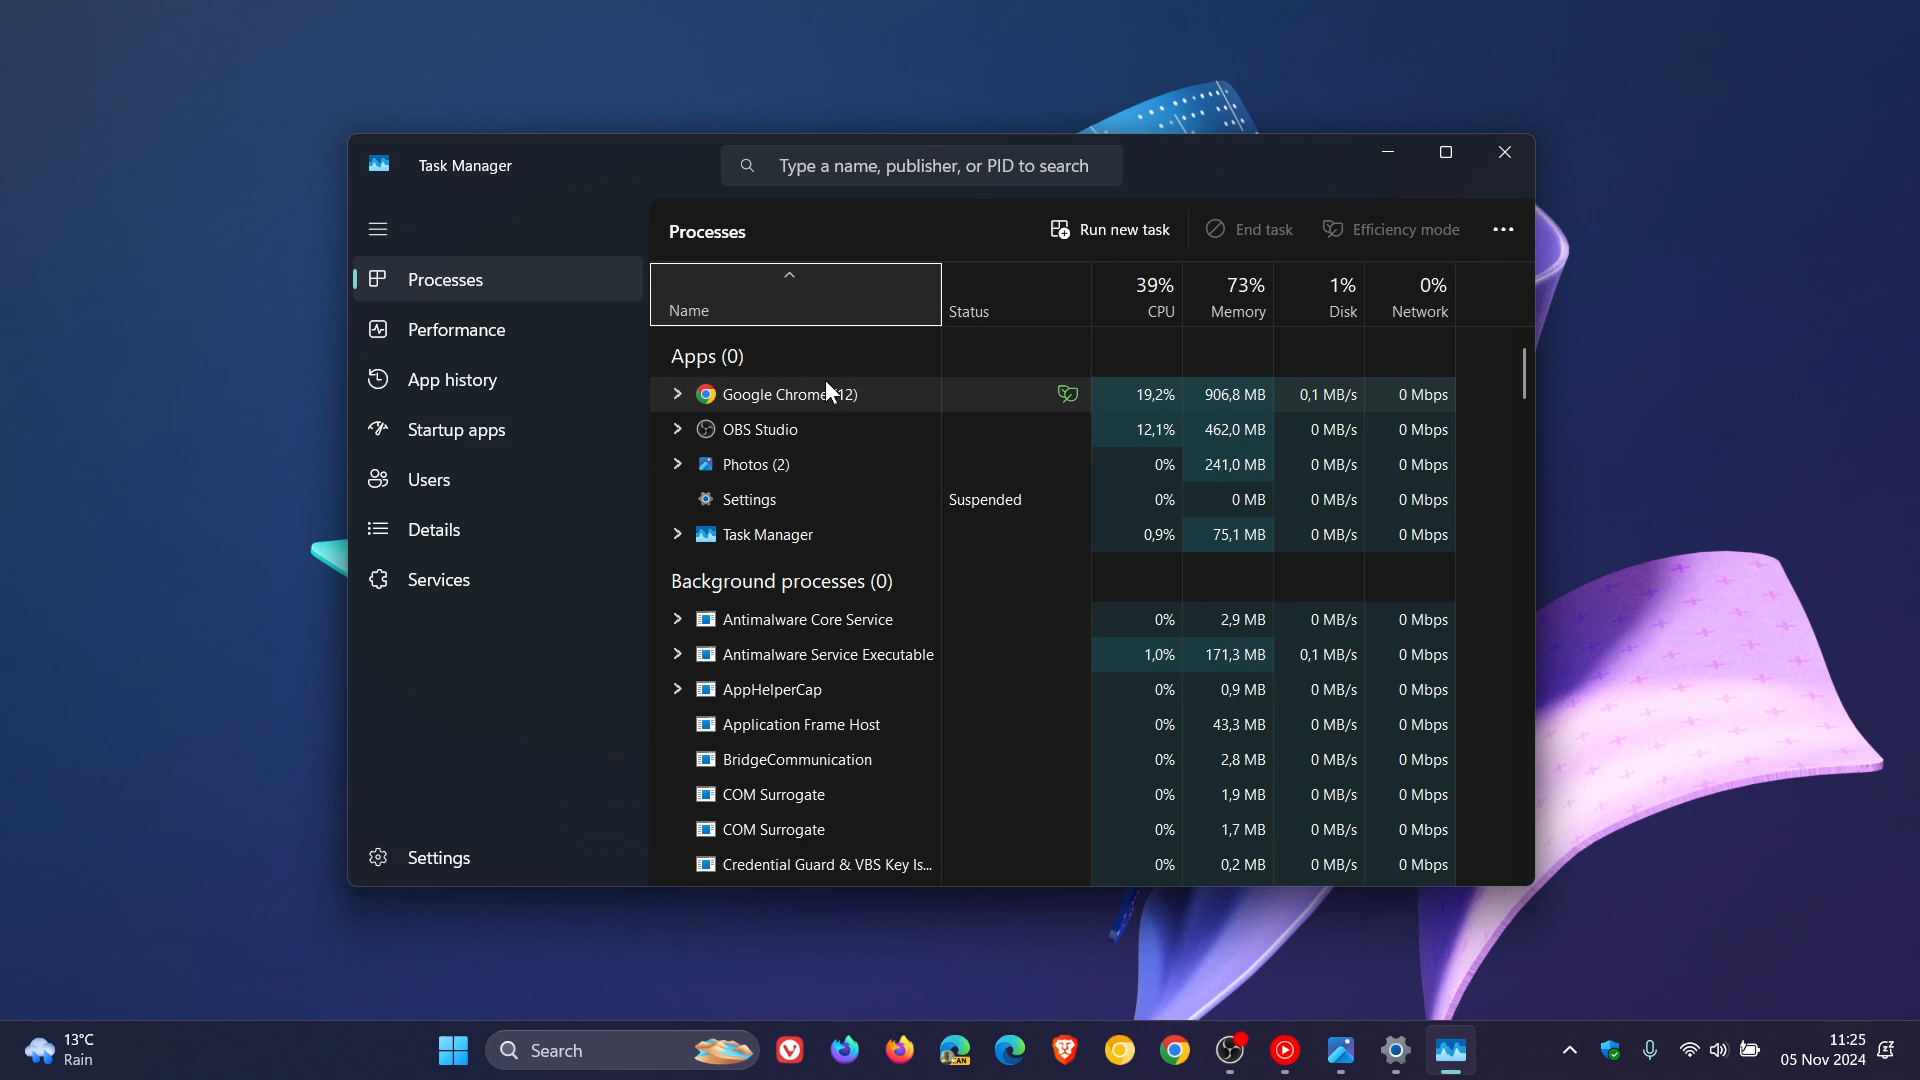 Task Manager
Type a name, publisher, or PID to search
Processes
Run new task
End task
Efficiency mode
Processes
Performance
App history
Startup apps
Users
Details
Services
Settings
39% 73% 1% 0%
Name Status CPU Memory Disk Network
Apps (0)
Google Chrome (12) 19,2% 906,8 MB 0,1 MB/s 0 Mbps
OBS Studio 12,1% 462,0 MB 0 MB/s 0 Mbps
Photos (2) 0% 241,0 MB 0 MB/s 0 Mbps
Settings Suspended 0% 0 MB 0 MB/s 0 Mbps
Task Manager 0,9% 75,1 MB 0 MB/s 0 Mbps
Background processes (0)
Antimalware Core Service 0% 2,9 MB 0 MB/s 0 Mbps
Antimalware Service Executable 1,0% 171,3 MB 0,1 MB/s 0 Mbps
AppHelperCap 0% 0,9 MB 0 MB/s 0 Mbps
Application Frame Host 0% 43,3 MB 0 MB/s 0 Mbps
BridgeCommunication 0% 2,8 MB 0 MB/s 0 Mbps
COM Surrogate 0% 1,9 MB 0 MB/s 0 Mbps
COM Surrogate 0% 1,7 MB 0 MB/s 0 Mbps
Credential Guard & VBS Key Is... 0% 0,2 MB 0 MB/s 0 Mbps
13°C
Rain
Search
CAN
11:25
05 Nov 2024